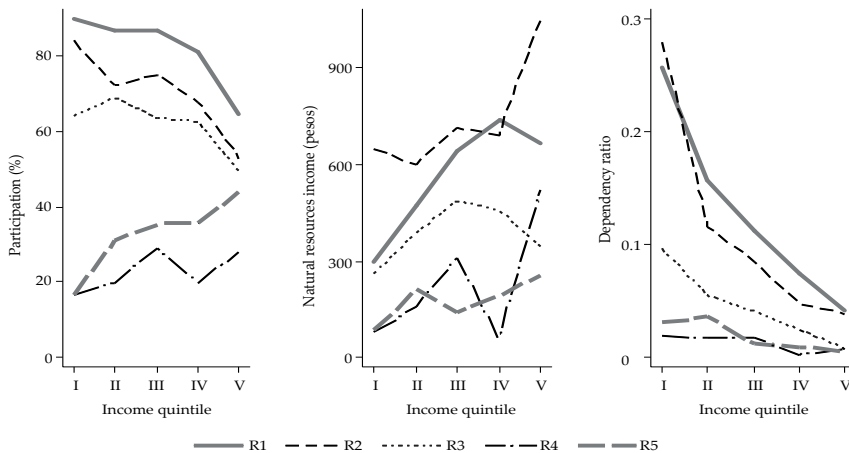 Participation (%)
80
60
40
20
0
I II III IV V
Income quintile
Natural resources income (pesos)
900
600
300
0
I II III IV V
Income quintile
Dependency ratio
0.3
0.2
0.1
0
I II III IV V
Income quintile
R1 R2 R3 R4 R5